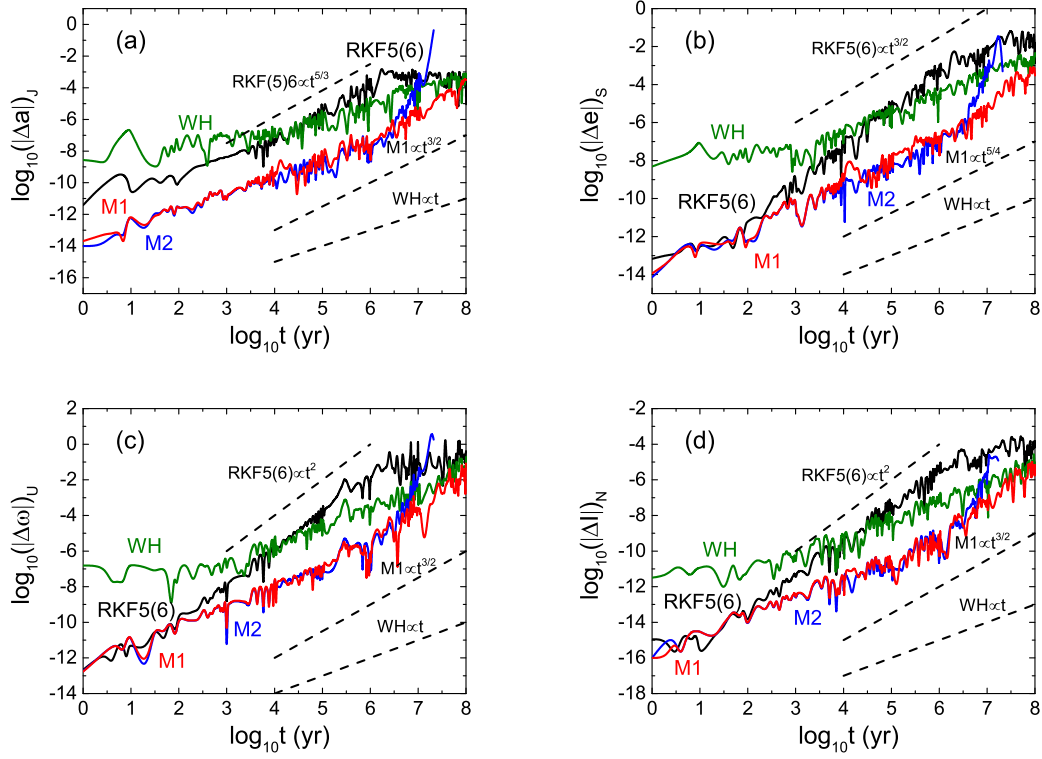 (a)
RKF5(6)
RKF(5)6∝t^5/3
WH
M1∝t^3/2
WH∝t
M1
M2
log10(|Δa|)J
0
-2
-4
-6
-8
-10
-12
-14
-16
0 1 2 3 4 5 6 7 8
log10t (yr)
(b)
RKF5(6)∝t^3/2
WH
M1∝t^5/4
RKF5(6)
M2
WH∝t
M1
log10(|Δe|)S
0
-2
-4
-6
-8
-10
-12
-14
0 1 2 3 4 5 6 7 8
log10t (yr)
(c)
RKF5(6)∝t^2
WH
M1∝t^3/2
RKF5(6)
M2
WH∝t
M1
log10(|Δω|)U
2
0
-2
-4
-6
-8
-10
-12
-14
0 1 2 3 4 5 6 7 8
log10t (yr)
(d)
RKF5(6)∝t^2
WH
M1∝t^3/2
RKF5(6)
M2
WH∝t
M1
log10(|ΔI|)N
-2
-4
-6
-8
-10
-12
-14
-16
-18
0 1 2 3 4 5 6 7 8
log10t (yr)